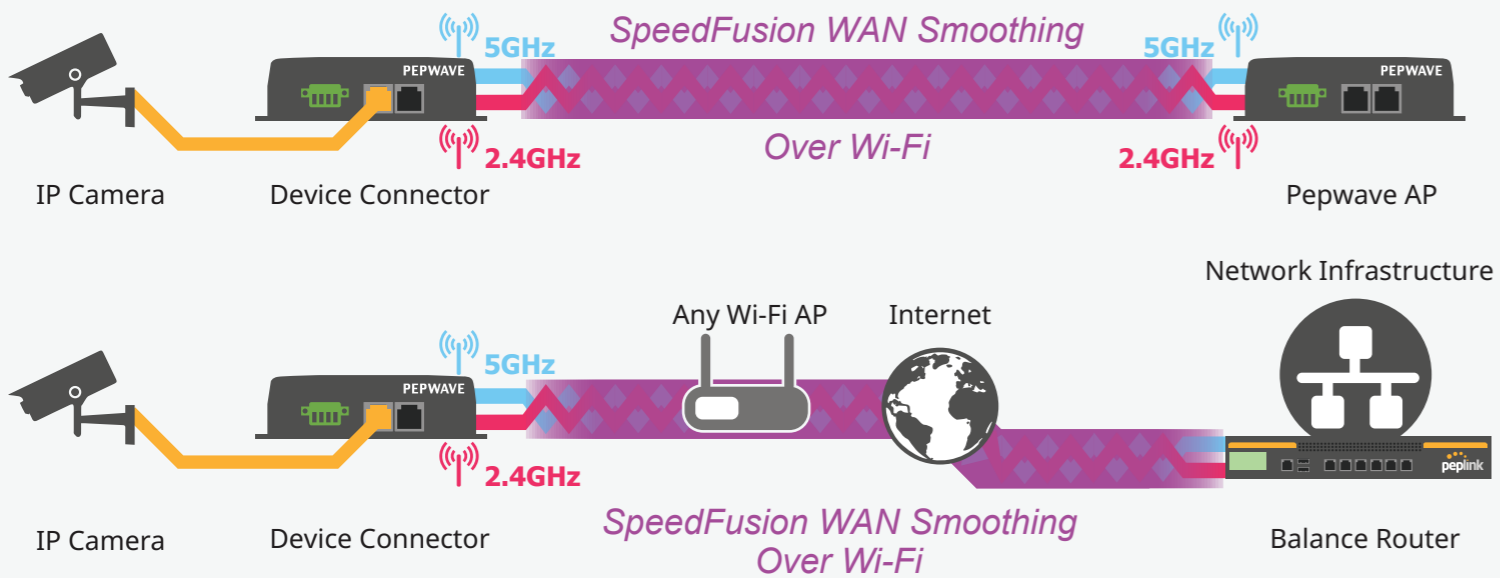 SpeedFusion WAN Smoothing
5GHz
5GHz
PEPWAVE
PEPWAVE
2.4GHz
Over Wi-Fi
2.4GHz
IP Camera
Device Connector
Pepwave AP
Network Infrastructure
Any Wi-Fi AP
Internet
5GHz
PEPWAVE
peplink
2.4GHz
SpeedFusion WAN Smoothing
Over Wi-Fi
IP Camera
Device Connector
Balance Router